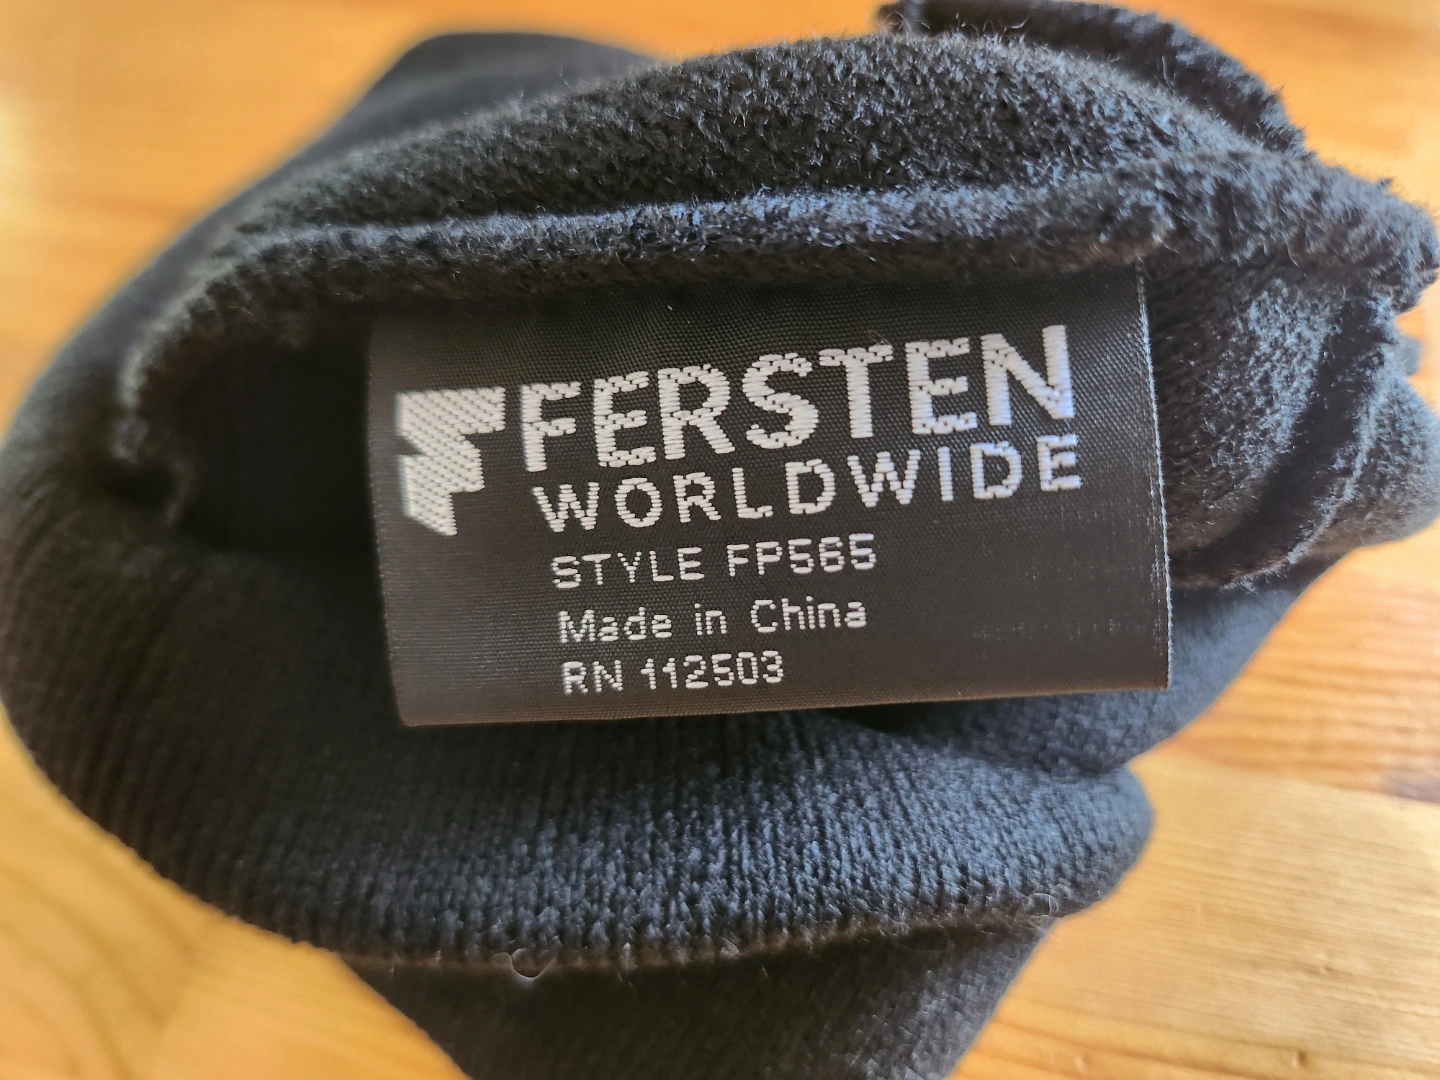 FERSTEN
WORLDWIDE
STYLE FP565
Made in China
RN 112503